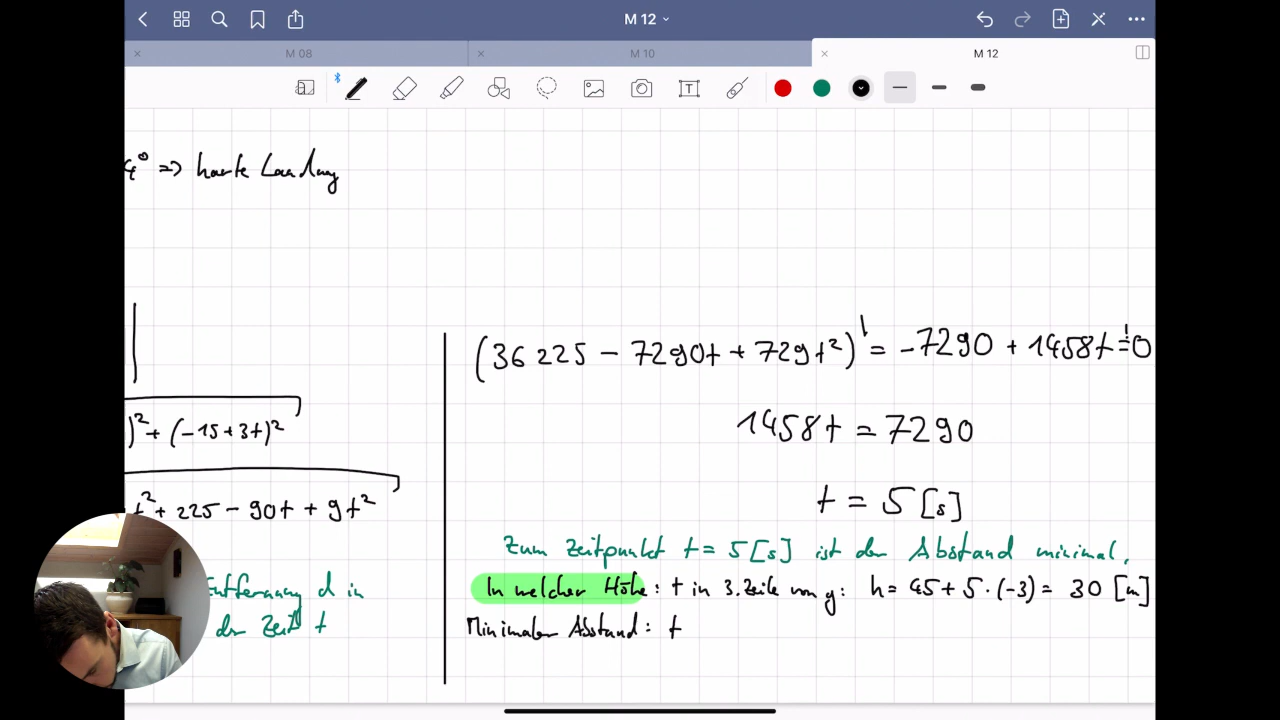 M 12
M 08
M 10
M 12
4° => harte Landung
(36 225 - 7290t + 729t²)' = -7290 + 1458t = 0
)² + (-15+3t)²
1458t = 7290
t² + 225 - 90t + 9t²
t = 5 [s]
Zum Zeitpunkt t = 5 [s] ist der Abstand minimal.
Entfernung d in
der Zeit t
In welcher Höhe: t in 3. Zeile von g: h = 45 + 5 · (-3) = 30 [m]
Minimaler Abstand: t